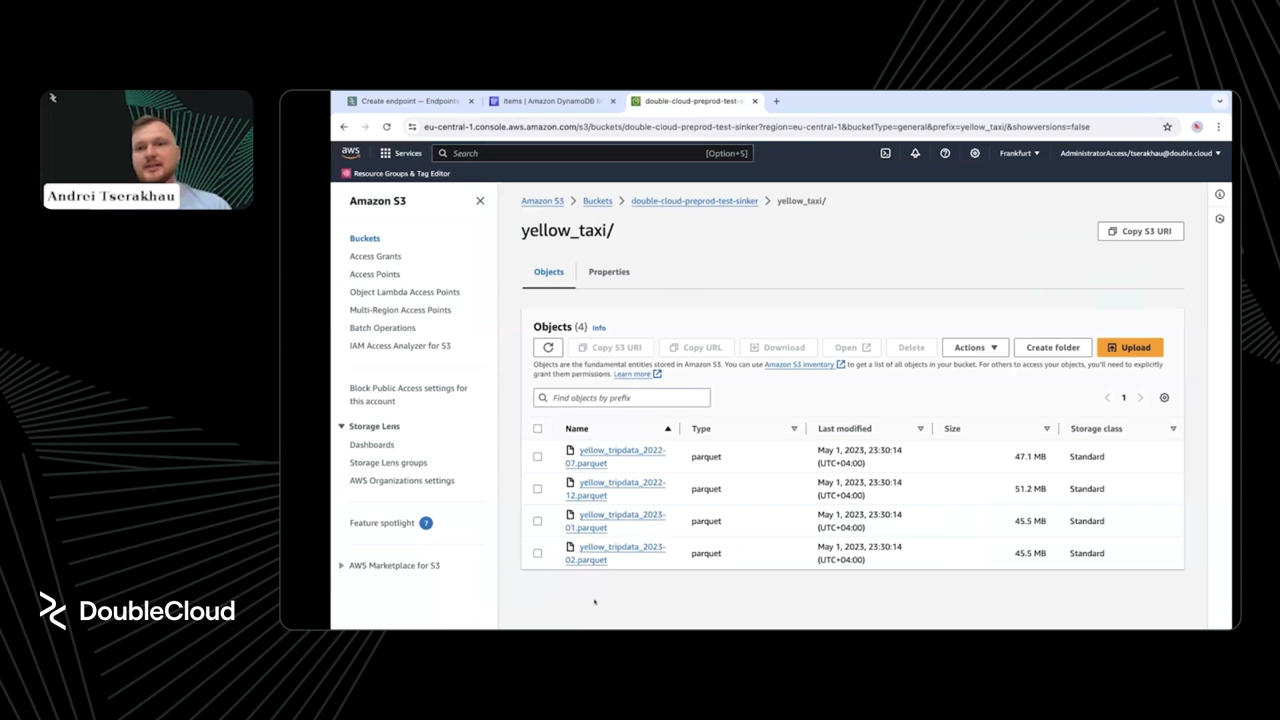 Andrei Tserakhau
DoubleCloud
Create endpoint — Endpoints
Items | Amazon DynamoDB M
double-cloud-preprod-test-s
eu-central-1.console.aws.amazon.com/s3/buckets/double-cloud-preprod-test-sinker?region=eu-central-1&bucketType=general&prefix=yellow_taxi/&showversions=false
aws
Services
Search
[Option+S]
Frankfurt
AdministratorAccess/tserakhau@double.cloud
Resource Groups & Tag Editor
Amazon S3
Buckets
Access Grants
Access Points
Object Lambda Access Points
Multi-Region Access Points
Batch Operations
IAM Access Analyzer for S3
Block Public Access settings for
this account
Storage Lens
Dashboards
Storage Lens groups
AWS Organizations settings
Feature spotlight 7
AWS Marketplace for S3
Amazon S3 > Buckets > double-cloud-preprod-test-sinker > yellow_taxi/
yellow_taxi/
Copy S3 URI
Objects
Properties
Objects (4) Info
Copy S3 URI
Copy URL
Download
Open
Delete
Actions
Create folder
Upload
Objects are the fundamental entities stored in Amazon S3. You can use Amazon S3 inventory to get a list of all objects in your bucket. For others to access your objects, you'll need to explicitly
grant them permissions. Learn more
Find objects by prefix
1
Name Type Last modified Size Storage class
yellow_tripdata_2022-
07.parquet
parquet
May 1, 2023, 23:30:14
(UTC+04:00)
47.1 MB
Standard
yellow_tripdata_2022-
12.parquet
parquet
May 1, 2023, 23:30:14
(UTC+04:00)
51.2 MB
Standard
yellow_tripdata_2023-
01.parquet
parquet
May 1, 2023, 23:30:14
(UTC+04:00)
45.5 MB
Standard
yellow_tripdata_2023-
02.parquet
parquet
May 1, 2023, 23:30:14
(UTC+04:00)
45.5 MB
Standard